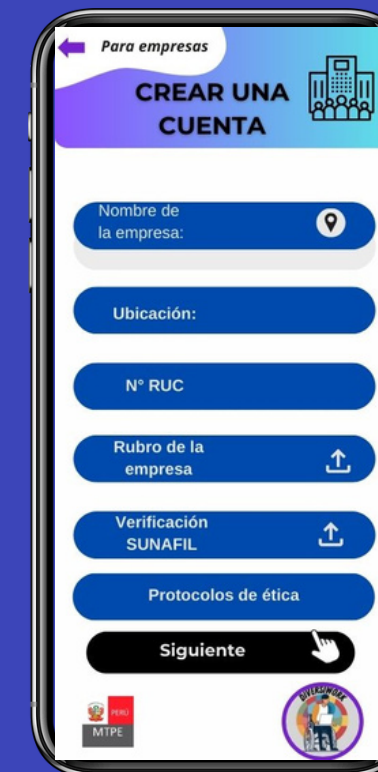 Para empresas
CREAR UNA
CUENTA
Nombre de
la empresa:
Ubicación:
N° RUC
Rubro de la
empresa
Verificación
SUNAFIL
Protocolos de ética
Siguiente
PERÚ
MTPE
DIVERSIWORK